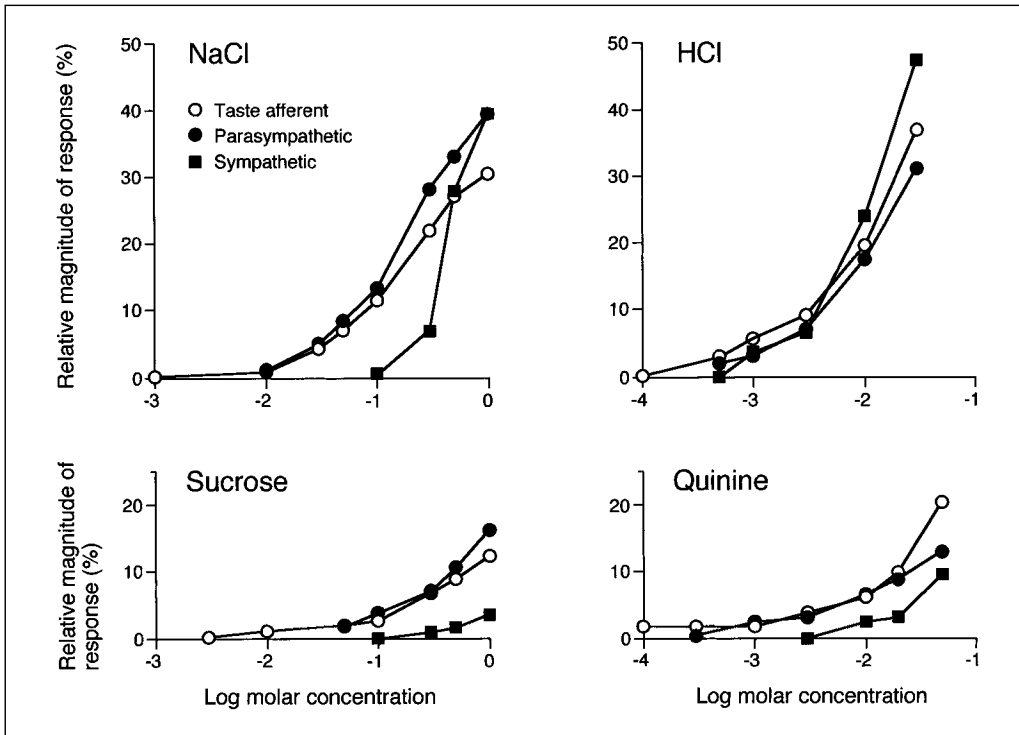 NaCl
Relative magnitude of response (%)
50
40
30
20
10
0
Taste afferent
Parasympathetic
Sympathetic
-3
-2
-1
0
HCl
50
40
30
20
10
0
-4
-3
-2
-1
Sucrose
Relative magnitude of
response (%)
20
10
0
-3
-2
-1
0
Log molar concentration
Quinine
20
10
0
-4
-3
-2
-1
Log molar concentration